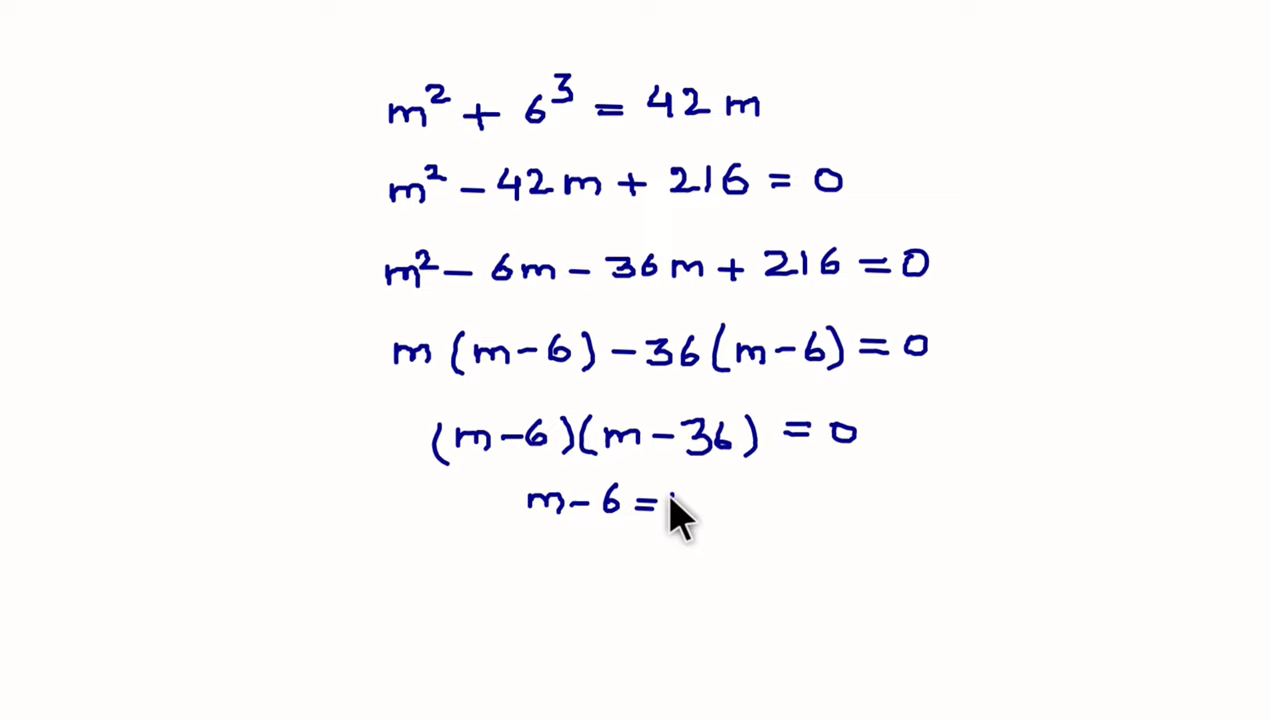 m² + 6³ = 42m
m² - 42m + 216 = 0
m² - 6m - 36m + 216 = 0
m(m-6) - 36(m-6) = 0
(m-6)(m-36) = 0
m - 6 =